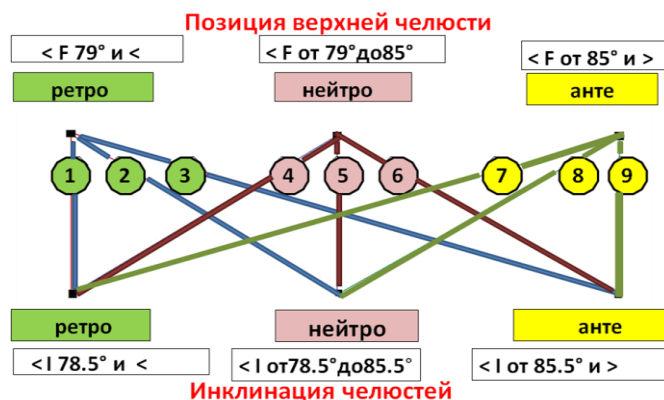 Позиция верхней челюсти
< F 79° и <
< F от 79° до85°
< F от 85° и >
ретро
нейтро
анте
1 2 3 4 5 6 7 8 9
ретро
нейтро
анте
< I 78.5° и <
< I от78.5°до85.5°
< I от 85.5° и >
Инклинация челюстей